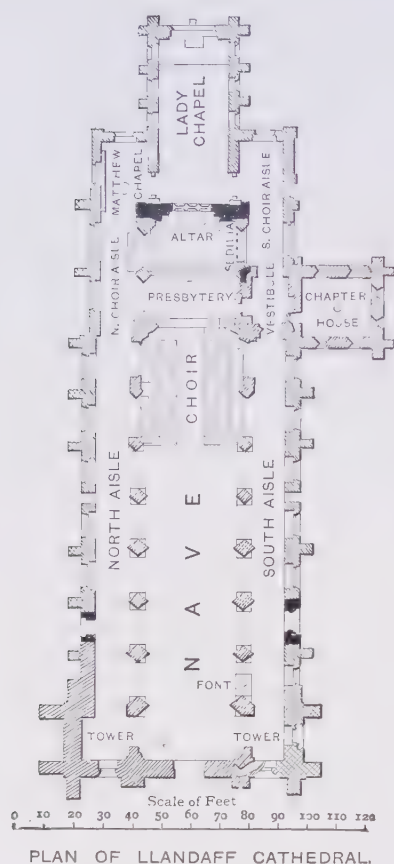 LADY
CHAPEL
MATTHEW
CHAPEL
ALTAR
SEDILIA
N. CHOIR AISLE
S. CHOIR AISLE
PRESBYTERY
VESTIBULE
CHAPTER
HOUSE
CHOIR
NORTH AISLE
NAVE
SOUTH AISLE
FONT
TOWER
TOWER
Scale of Feet
0 10 20 30 40 50 60 70 80 90 100 110 120
PLAN OF LLANDAFF CATHEDRAL.